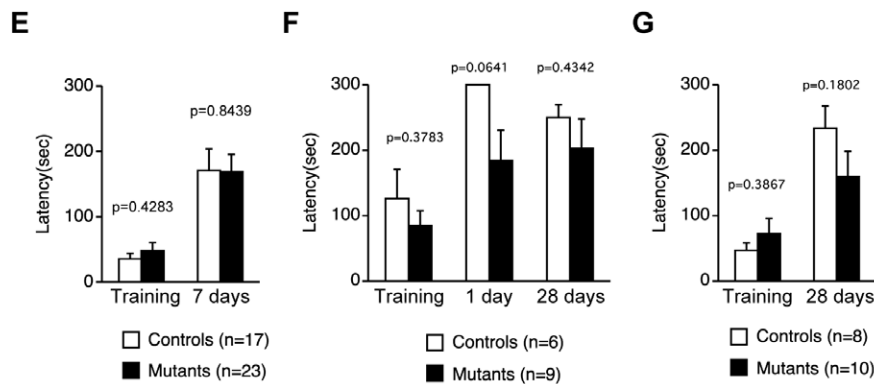 E
F
G
Latency(sec)
300
200
100
0
p=0.4283
p=0.8439
Training
7 days
Controls (n=17)
Mutants (n=23)
Latency(sec)
300
200
100
0
p=0.3783
p=0.0641
p=0.4342
Training
1 day
28 days
Controls (n=6)
Mutants (n=9)
Latency(sec)
300
200
100
0
p=0.3867
p=0.1802
Training
28 days
Controls (n=8)
Mutants (n=10)